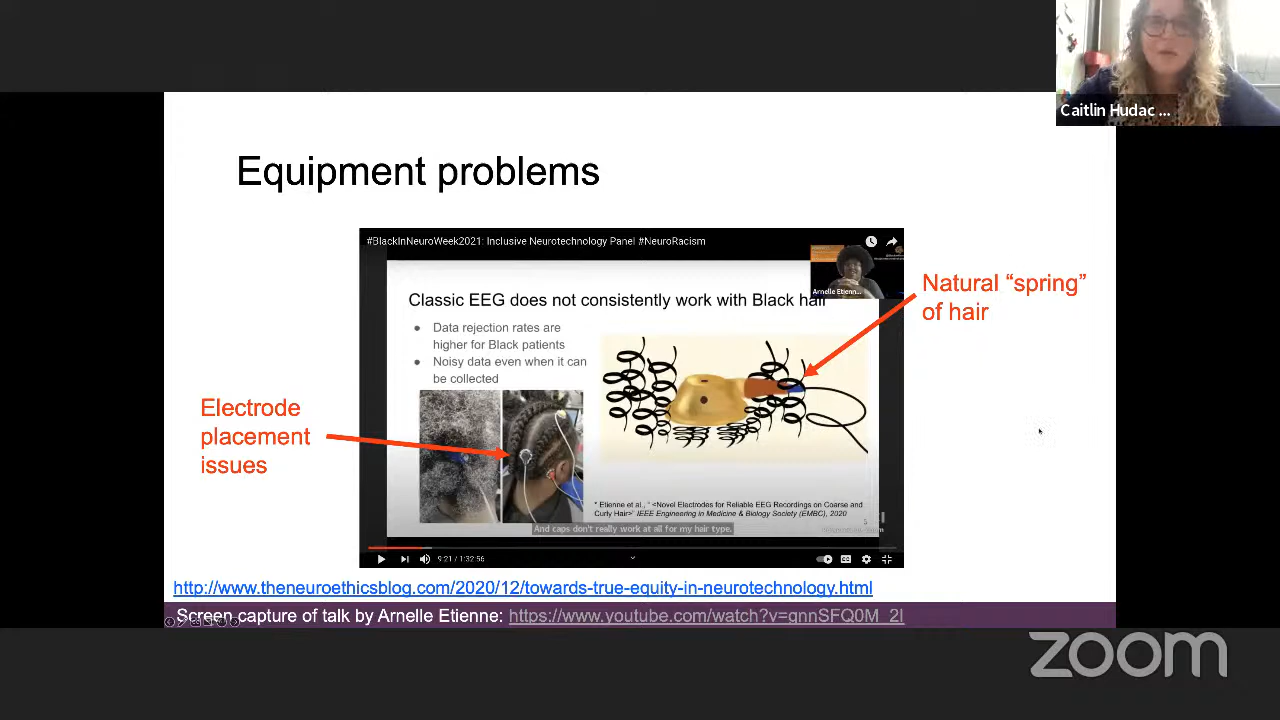 Caitlin Hudac ...
Equipment problems
#BlackInNeuroWeek2021: Inclusive Neurotechnology Panel #NeuroRacism
Arnelle Etienne...
Classic EEG does not consistently work with Black hair
● Data rejection rates are
higher for Black patients
● Noisy data even when it can
be collected
Natural “spring”
of hair
Electrode
placement
issues
* Etienne et al., " <Novel Electrodes for Reliable EEG Recordings on Coarse and
Curly Hair>" IEEE Engineering in Medicine & Biology Society (EMBC), 2020
5
And caps don't really work at all for my hair type.
9:21 / 1:32:56
CC
http://www.theneuroethicsblog.com/2020/12/towards-true-equity-in-neurotechnology.html
Screen capture of talk by Arnelle Etienne: https://www.youtube.com/watch?v=gnnSFQ0M_2I
zoom